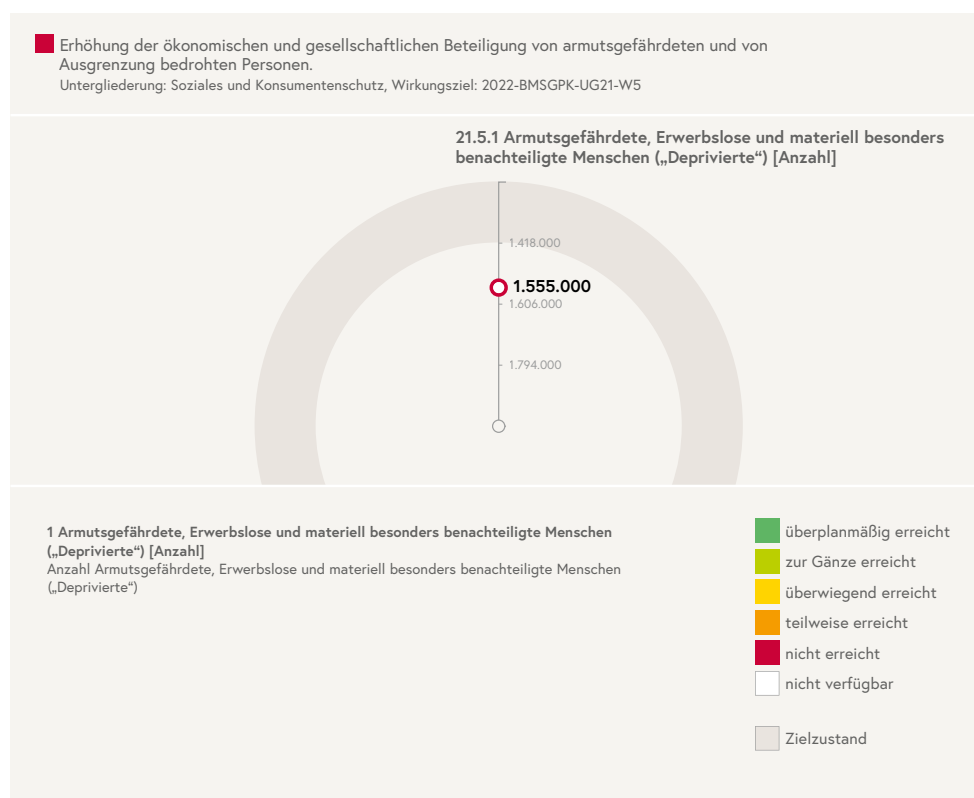 Erhöhung der ökonomischen und gesellschaftlichen Beteiligung von armutsgefährdeten und von
Ausgrenzung bedrohten Personen.
Untergliederung: Soziales und Konsumentenschutz, Wirkungsziel: 2022-BMSGPK-UG21-W5
21.5.1 Armutsgefährdete, Erwerbslose und materiell besonders
benachteiligte Menschen („Deprivierte“) [Anzahl]
1.418.000
1.555.000
1.606.000
1.794.000
1 Armutsgefährdete, Erwerbslose und materiell besonders benachteiligte Menschen
(„Deprivierte“) [Anzahl]
Anzahl Armutsgefährdete, Erwerbslose und materiell besonders benachteiligte Menschen
(„Deprivierte“)
überplanmäßig erreicht
zur Gänze erreicht
überwiegend erreicht
teilweise erreicht
nicht erreicht
nicht verfügbar
Zielzustand